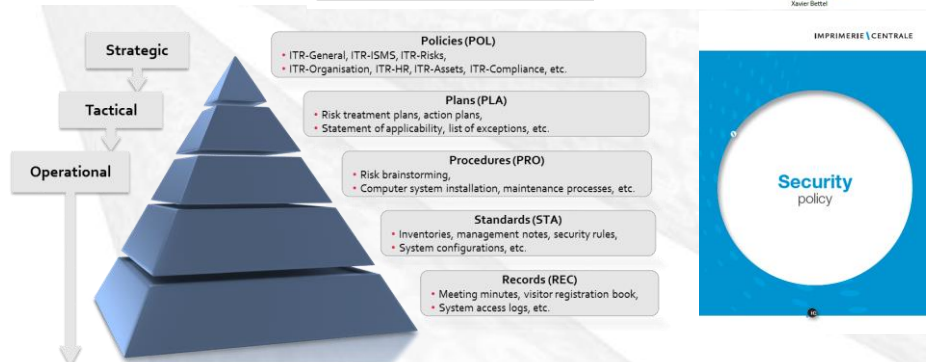 Xavier Bettel
Strategic
Tactical
Operational
Policies (POL)
• ITR-General, ITR-ISMS, ITR-Risks,
• ITR-Organisation, ITR-HR, ITR-Assets, ITR-Compliance, etc.
Plans (PLA)
• Risk treatment plans, action plans,
• Statement of applicability, list of exceptions, etc.
Procedures (PRO)
• Risk brainstorming,
• Computer system installation, maintenance processes, etc.
Standards (STA)
• Inventories, management notes, security rules,
• System configurations, etc.
Records (REC)
• Meeting minutes, visitor registration book,
• System access logs, etc.
IMPRIMERIE\CENTRALE
Security
policy